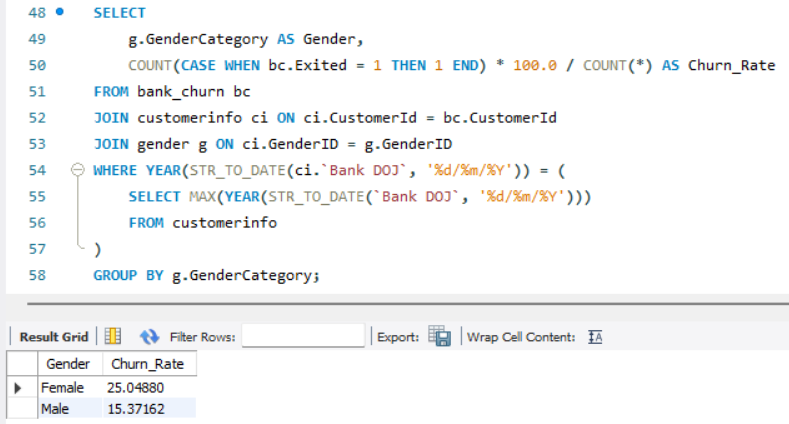 48 SELECT
49 g.GenderCategory AS Gender,
50 COUNT(CASE WHEN bc.Exited = 1 THEN 1 END) * 100.0 / COUNT(*) AS Churn_Rate
51 FROM bank_churn bc
52 JOIN customerinfo ci ON ci.CustomerId = bc.CustomerId
53 JOIN gender g ON ci.GenderID = g.GenderID
54 WHERE YEAR(STR_TO_DATE(ci.`Bank DOJ`, '%d/%m/%Y')) = (
55 SELECT MAX(YEAR(STR_TO_DATE(`Bank DOJ`, '%d/%m/%Y')))
56 FROM customerinfo
57 )
58 GROUP BY g.GenderCategory;
Result Grid Filter Rows: Export: Wrap Cell Content:
Gender Churn_Rate
Female 25.04880
Male 15.37162